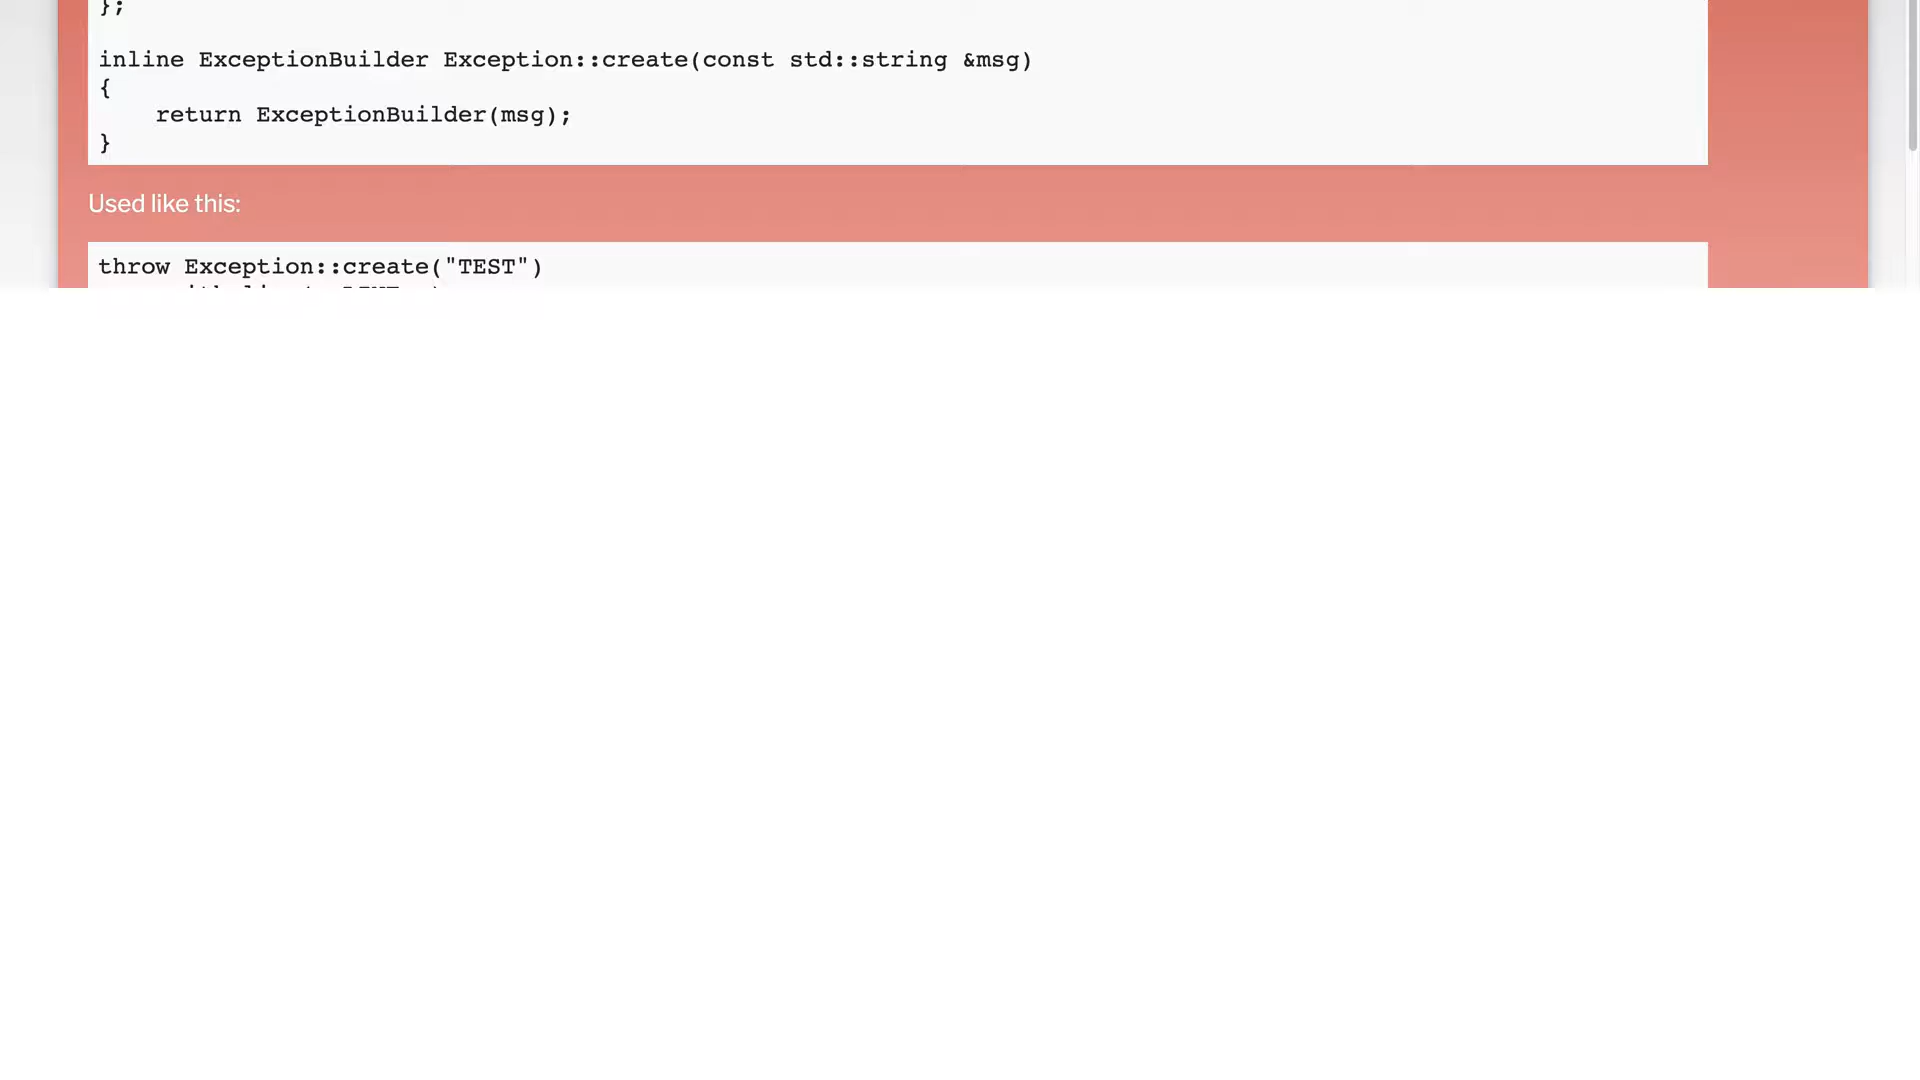 };
inline ExceptionBuilder Exception::create(const std::string &msg)
{
    return ExceptionBuilder(msg);
}
Used like this:
throw Exception::create("TEST")